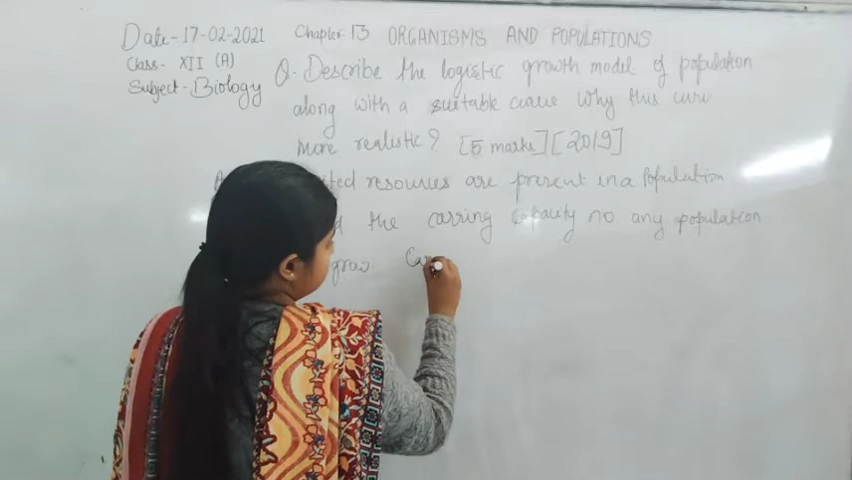 Date-17-02-2021 Chapter-13 ORGANISMS AND POPULATIONS
Class- XII (A)
Subject-Biology
Q. Describe the logistic growth model of population
along with a suitable curve Why this curv
more realistic? [5 marks] [2019]
resources are present in a population
the carring capacity no any population
grow. Car